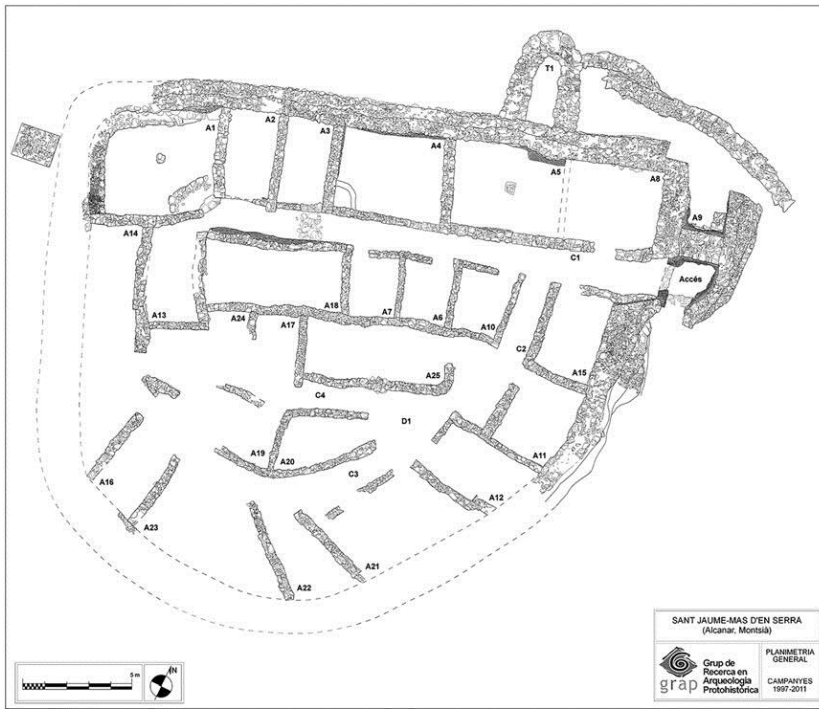 T1
A1
A2
A3
A4
A5
A8
A9
A14
C1
Accés
A13
A24
A17
A18
A7
A6
A10
C2
A15
A25
C4
D1
A19
A20
C3
A11
A12
A16
A23
A21
A22
SANT JAUME-MAS D'EN SERRA
(Alcanar, Montsià)
grap
Grup de
Recerca en
Arqueologia
Protohistòrica
PLANIMETRIA
GENERAL
CAMPANYES
1997-2011
5 m
N